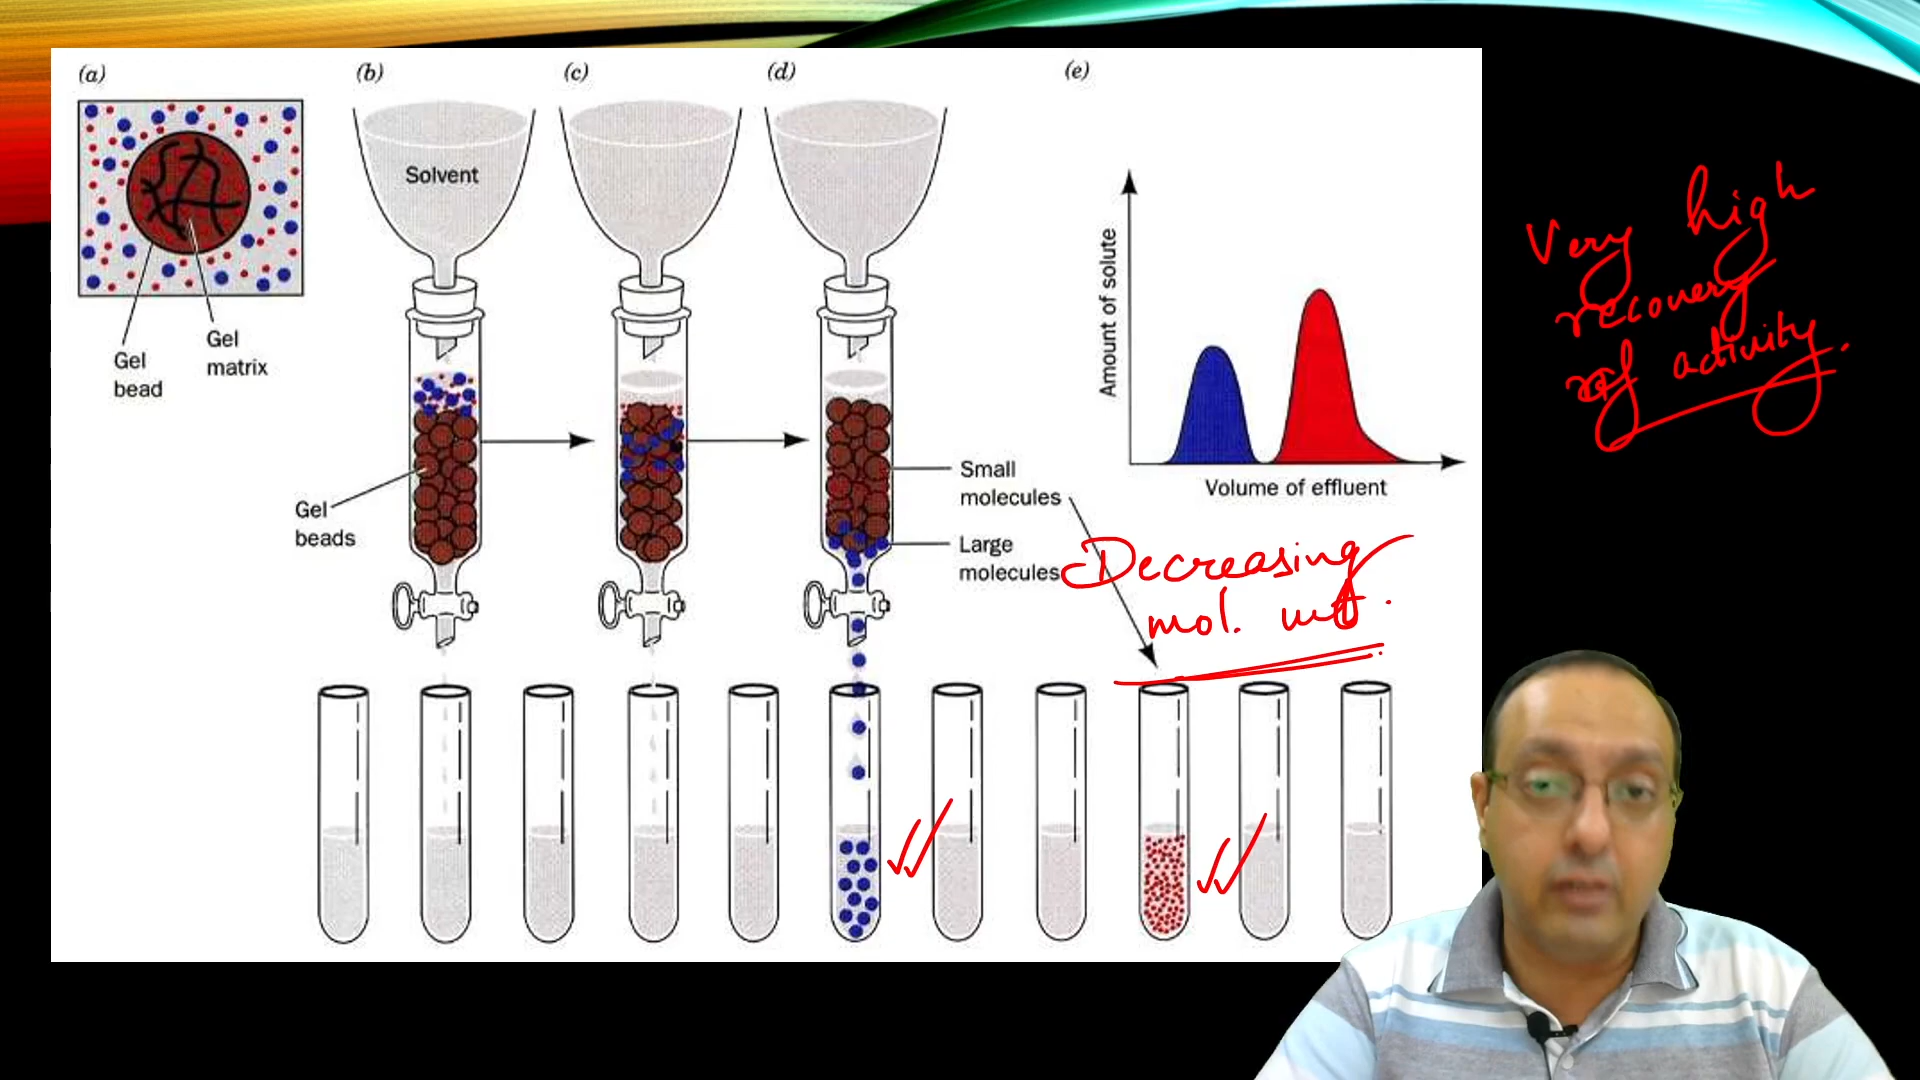 (a)
(b)
(c)
(d)
(e)
Solvent
Gel
bead
Gel
matrix
Gel
beads
Small
molecules
Large
molecules
Amount of solute
Volume of effluent
Decreasing
mol. wt.
Very high
recovery
of activity.